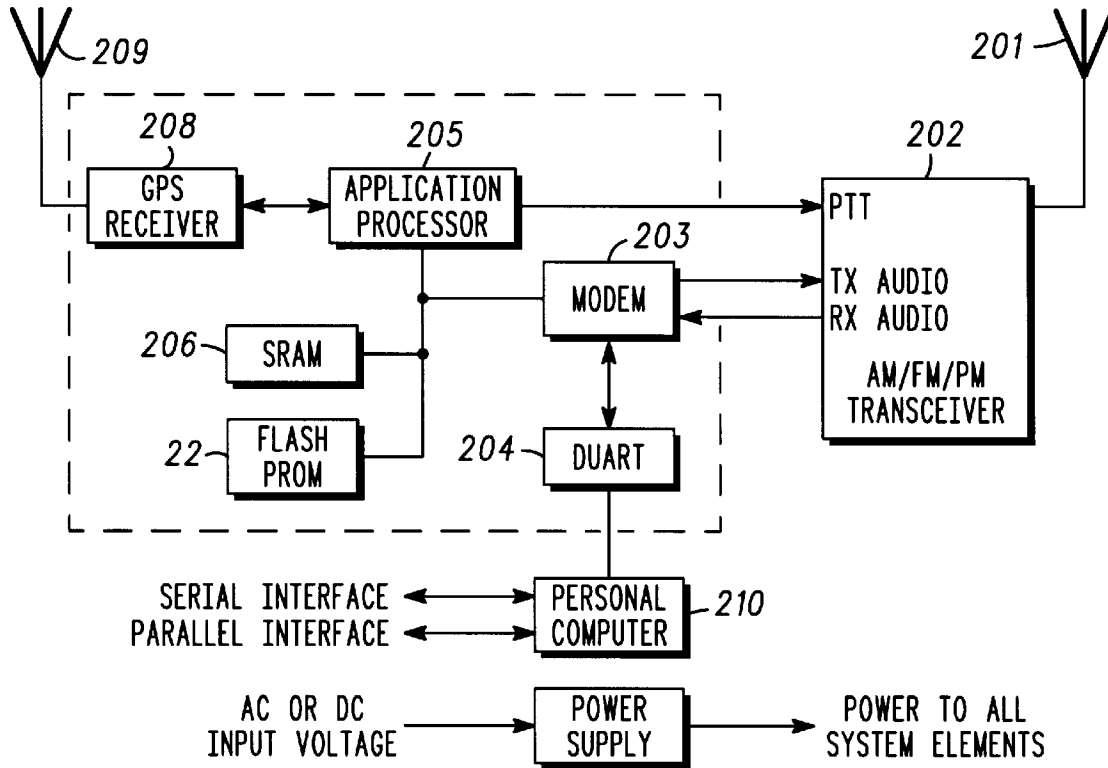 209
201
208
205
202
GPS
RECEIVER
APPLICATION
PROCESSOR
PTT
203
MODEM
TX AUDIO
RX AUDIO
206
SRAM
AM/FM/PM
TRANSCEIVER
22
FLASH
PROM
204
DUART
SERIAL INTERFACE
PARALLEL INTERFACE
PERSONAL
COMPUTER
210
AC OR DC
INPUT VOLTAGE
POWER
SUPPLY
POWER TO ALL
SYSTEM ELEMENTS